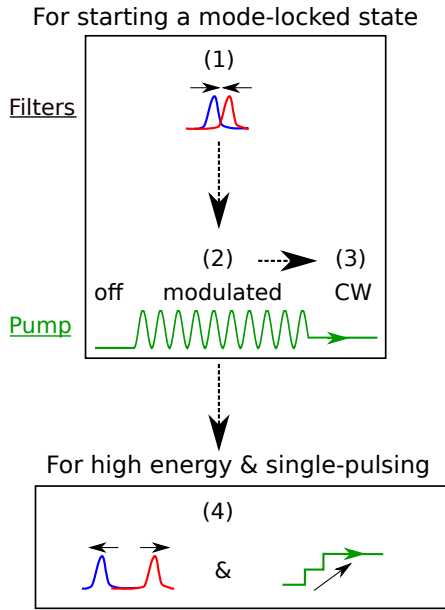 For starting a mode-locked state
(1)
Filters
(2)
(3)
off
modulated
CW
Pump
For high energy & single-pulsing
(4)
&